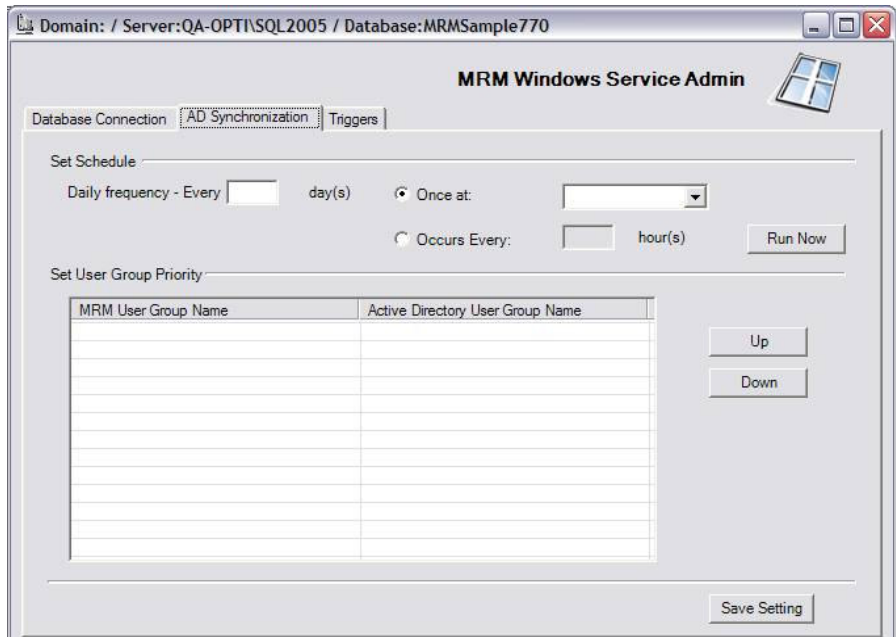 Domain: / Server:QA-OPTI\SQL2005 / Database:MRMSample770
MRM Windows Service Admin
Database Connection AD Synchronization Triggers
Set Schedule
Daily frequency - Every day(s) Once at:
Occurs Every: hour(s) Run Now
Set User Group Priority
MRM User Group Name Active Directory User Group Name
Up
Down
Save Setting